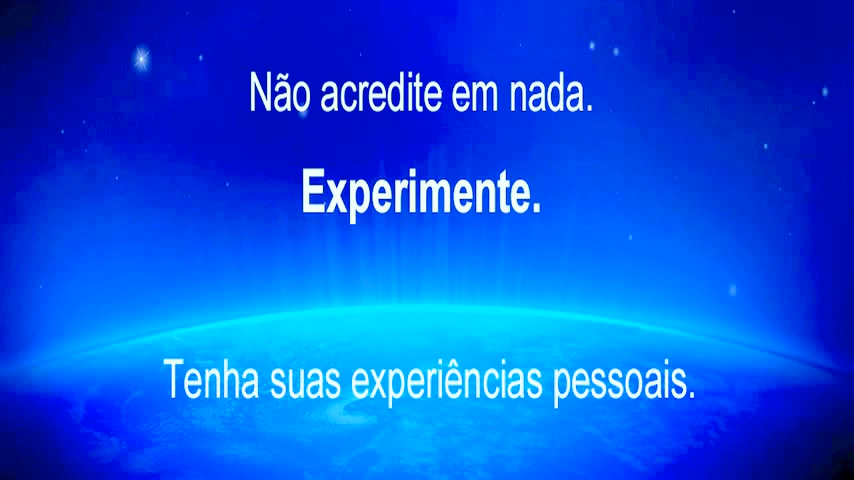 Não acredite em nada.
Experimente.
Tenha suas experiências pessoais.